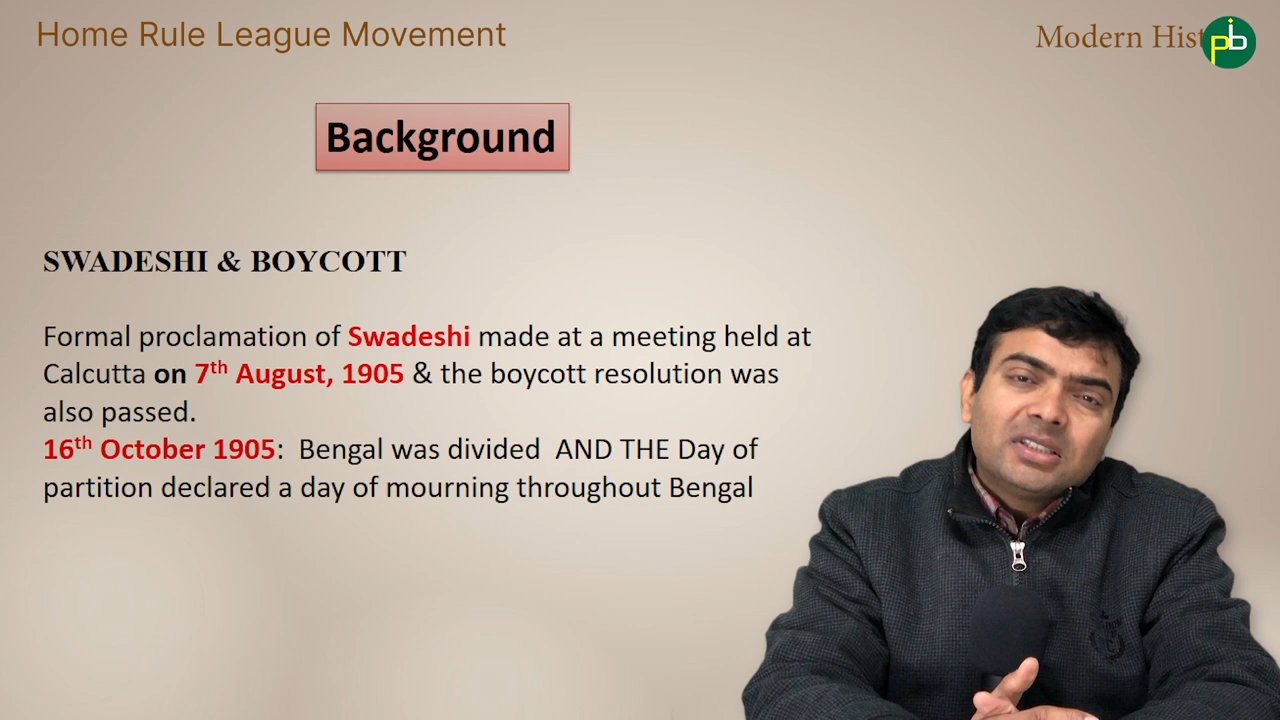 Home Rule League Movement
Modern Hist
pib
Background
SWADESHI & BOYCOTT
Formal proclamation of Swadeshi made at a meeting held at
Calcutta on 7th August, 1905 & the boycott resolution was
also passed.
16th October 1905:  Bengal was divided  AND THE Day of
partition declared a day of mourning throughout Bengal